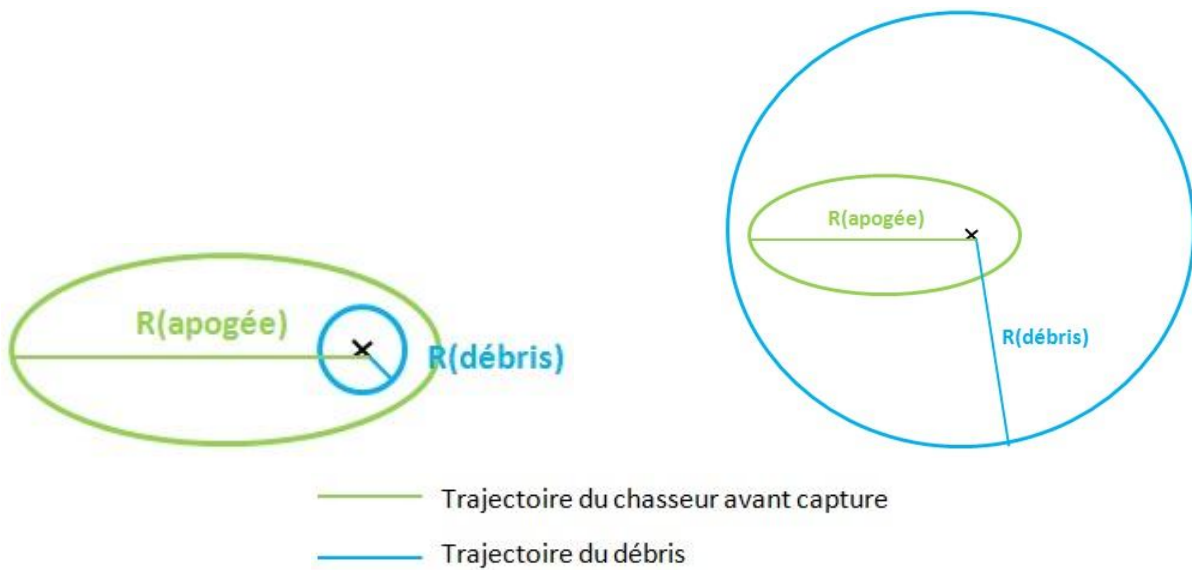 R(apogée)
R(débris)
R(apogée)
R(débris)
Trajectoire du chasseur avant capture
Trajectoire du débris